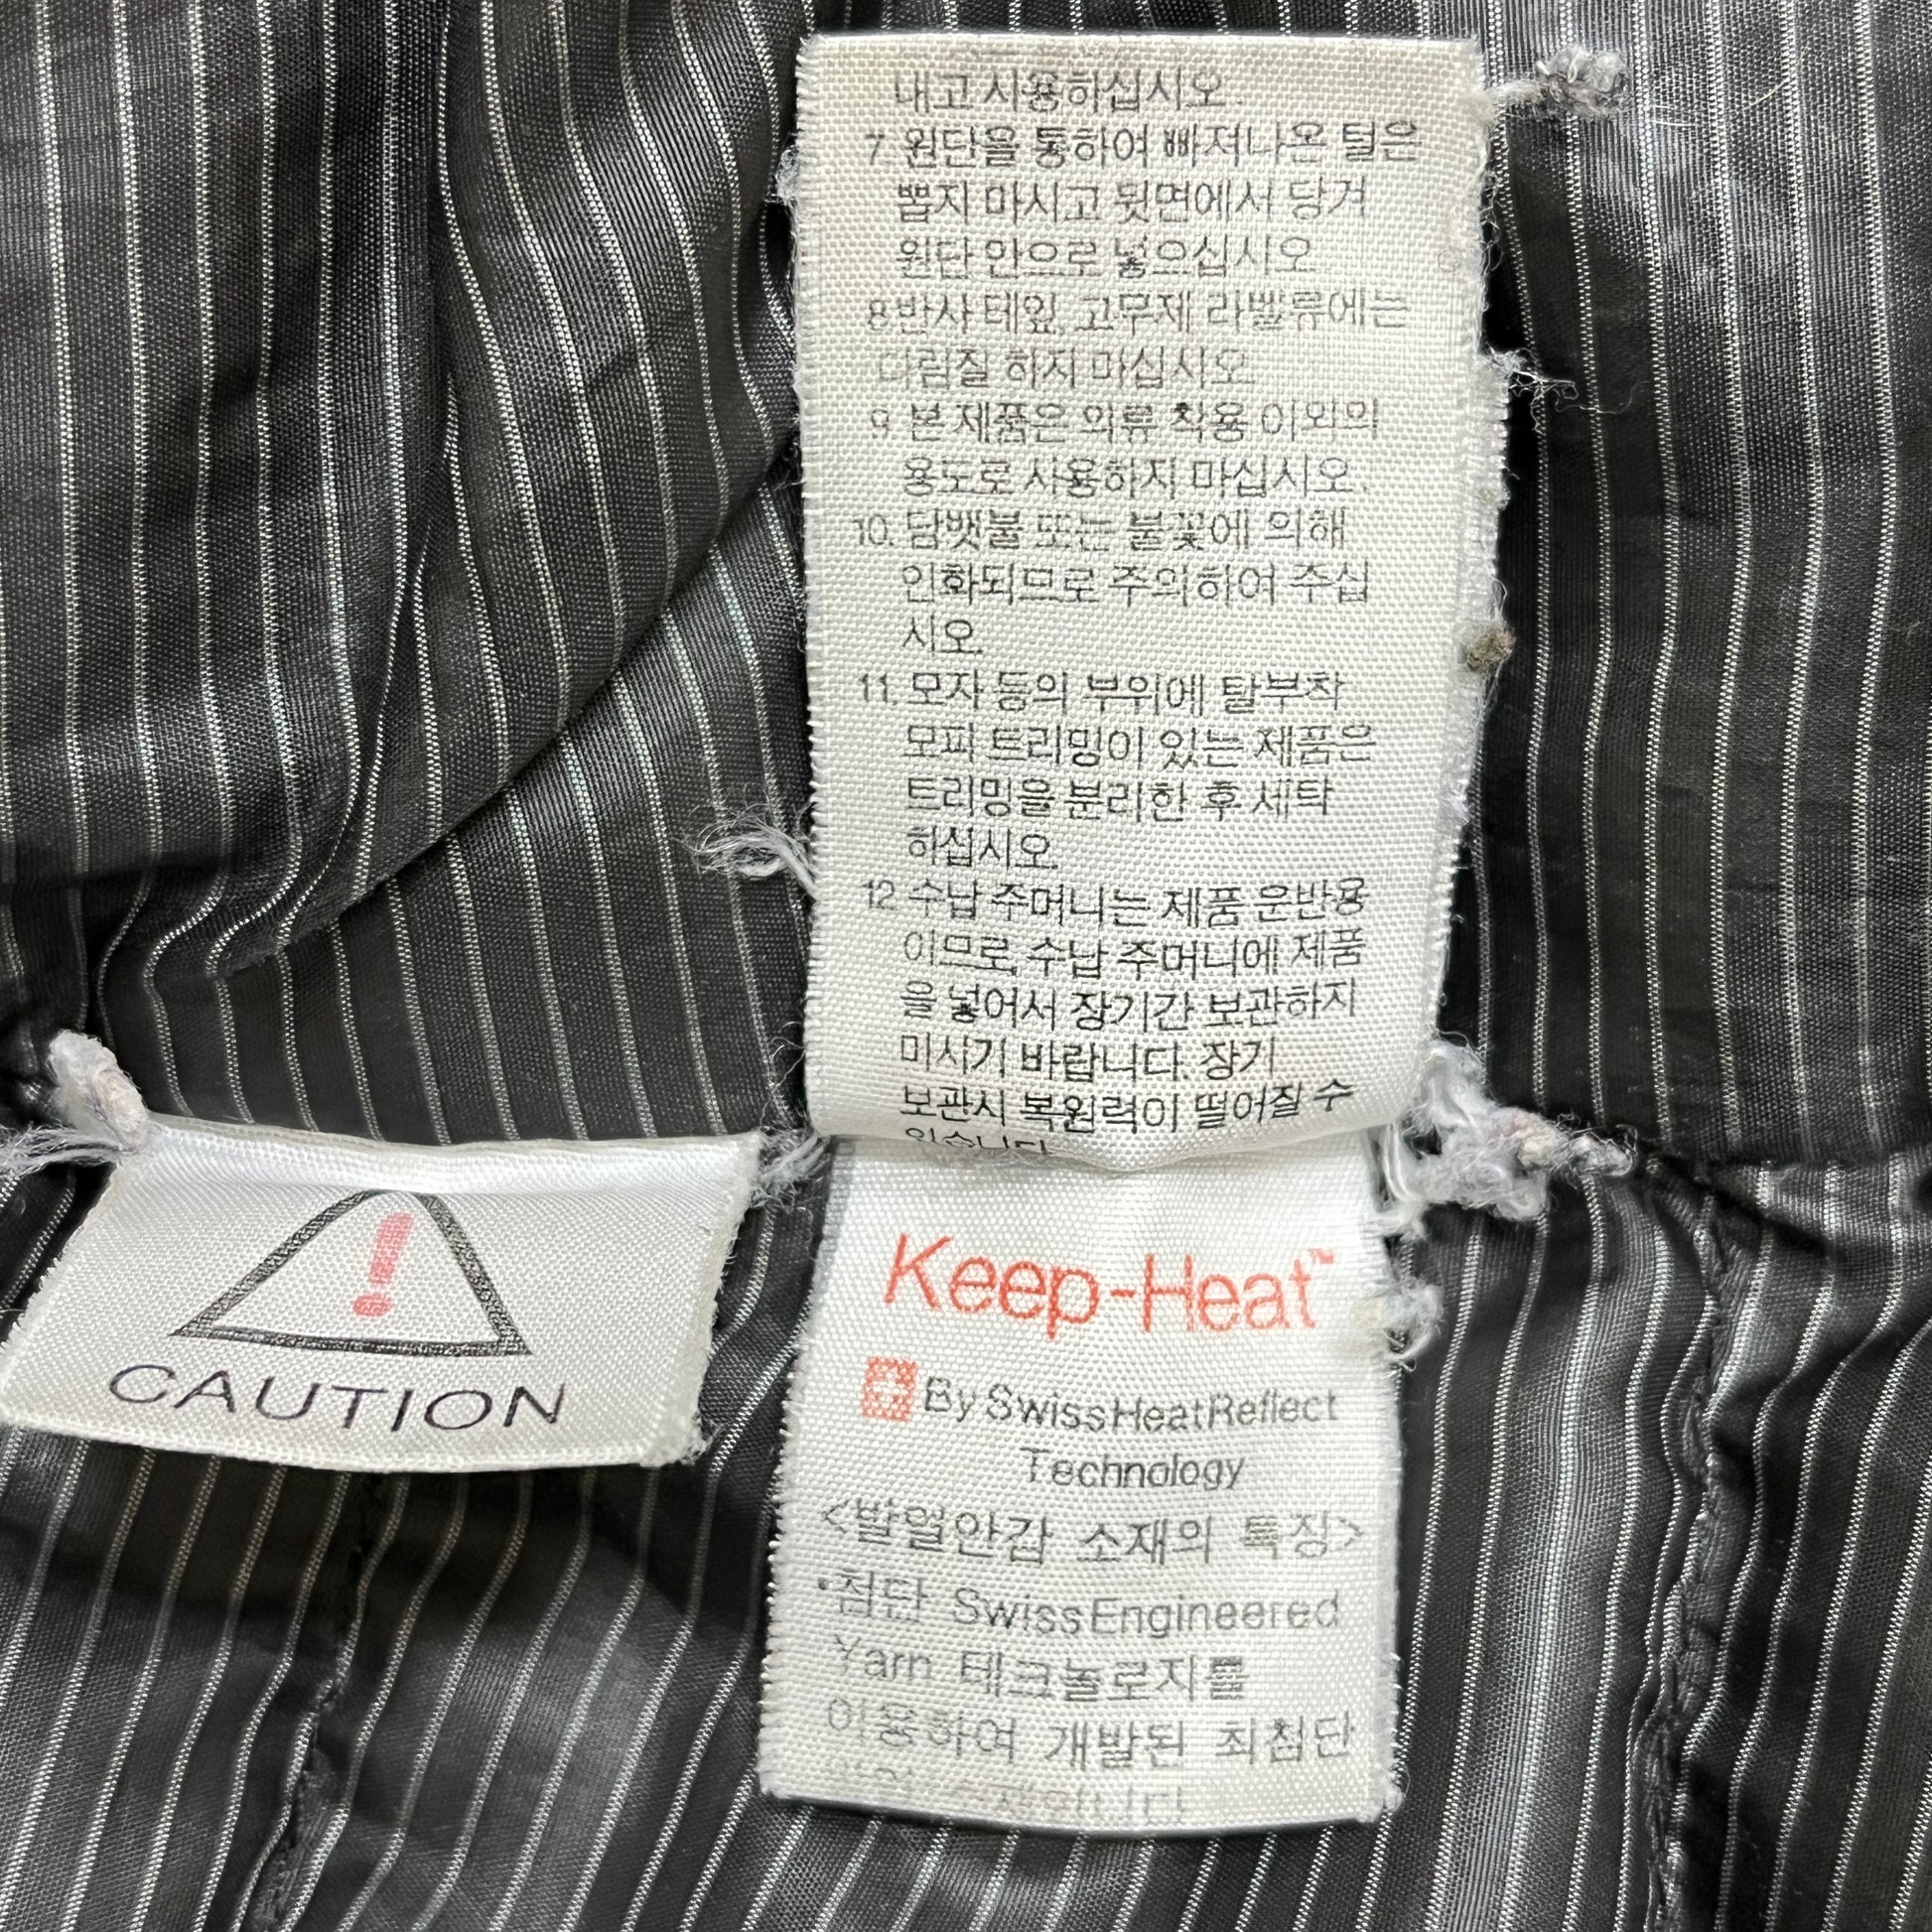 내고 사용하십시오.
7. 원단을 통하여 빠져나온 털은
뽑지 마시고 뒷면에서 당겨
원단 안으로 넣으십시오
8.반사 테잎, 고무제 라벨류에는
다림질 하지 마십시오.
9. 본 제품은 의류 착용 이외의
용도로 사용하지 마십시오.
10. 담뱃불 또는 불꽃에 의해
인화되므로 주의하여 주십
시오.
11. 모자 등의 부위에 탈부착
모피 트리밍이 있는 제품은
트리밍을 분리한 후 세탁
하십시오.
12. 수납 주머니는 제품 운반용
이므로, 수납 주머니에 제품
을 넣어서 장기간 보관하지
마시기 바랍니다. 장기
보관시 복원력이 떨어질 수
있습니다.
CAUTION
Keep-Heat™
By SwissHeatReflect
Technology
<발열안감 소재의 특징>
•첨단 SwissEngineered
Yarn 테크놀로지를
이용하여 개발된 최첨단